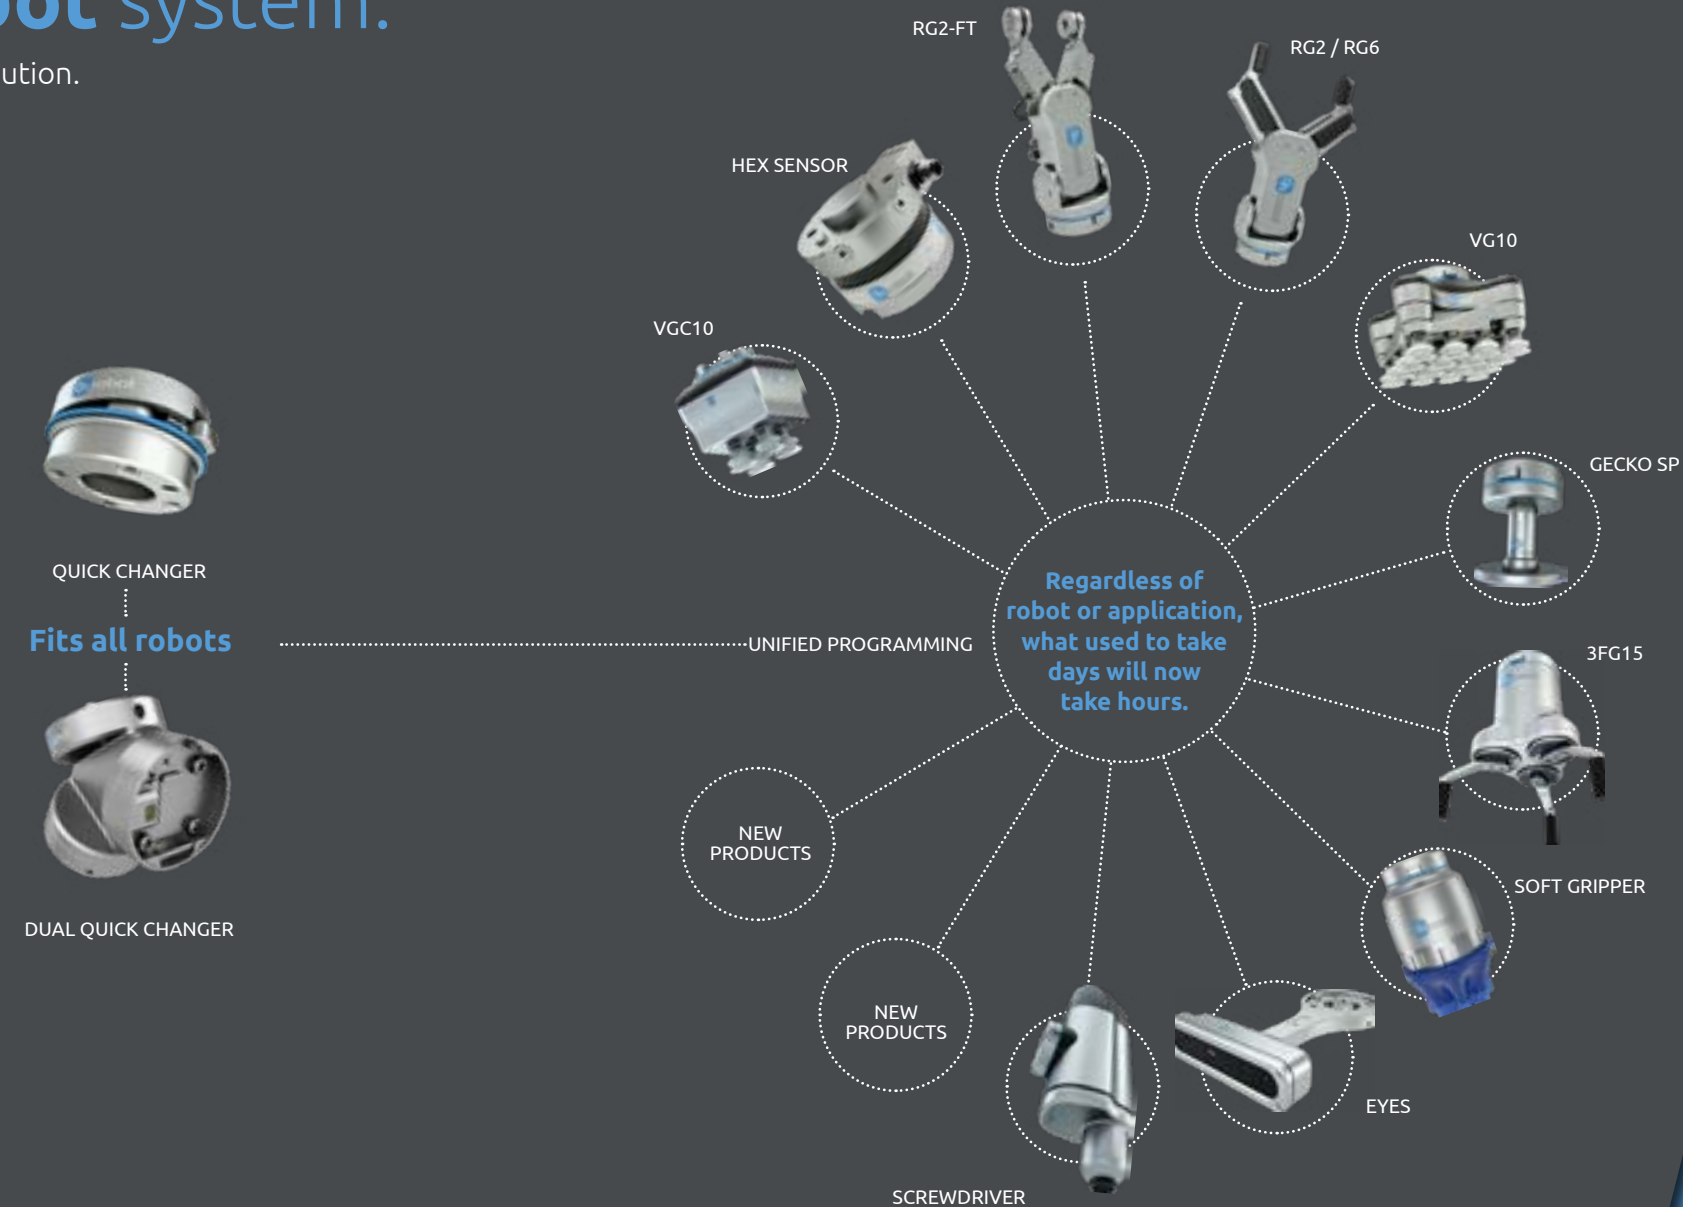 bot system.
ution.
RG2-FT
RG2 / RG6
HEX SENSOR
VG10
VGC10
GECKO SP
QUICK CHANGER
Fits all robots
UNIFIED PROGRAMMING
Regardless of
robot or application,
what used to take
days will now
take hours.
3FG15
NEW
PRODUCTS
SOFT GRIPPER
DUAL QUICK CHANGER
NEW
PRODUCTS
EYES
SCREWDRIVER